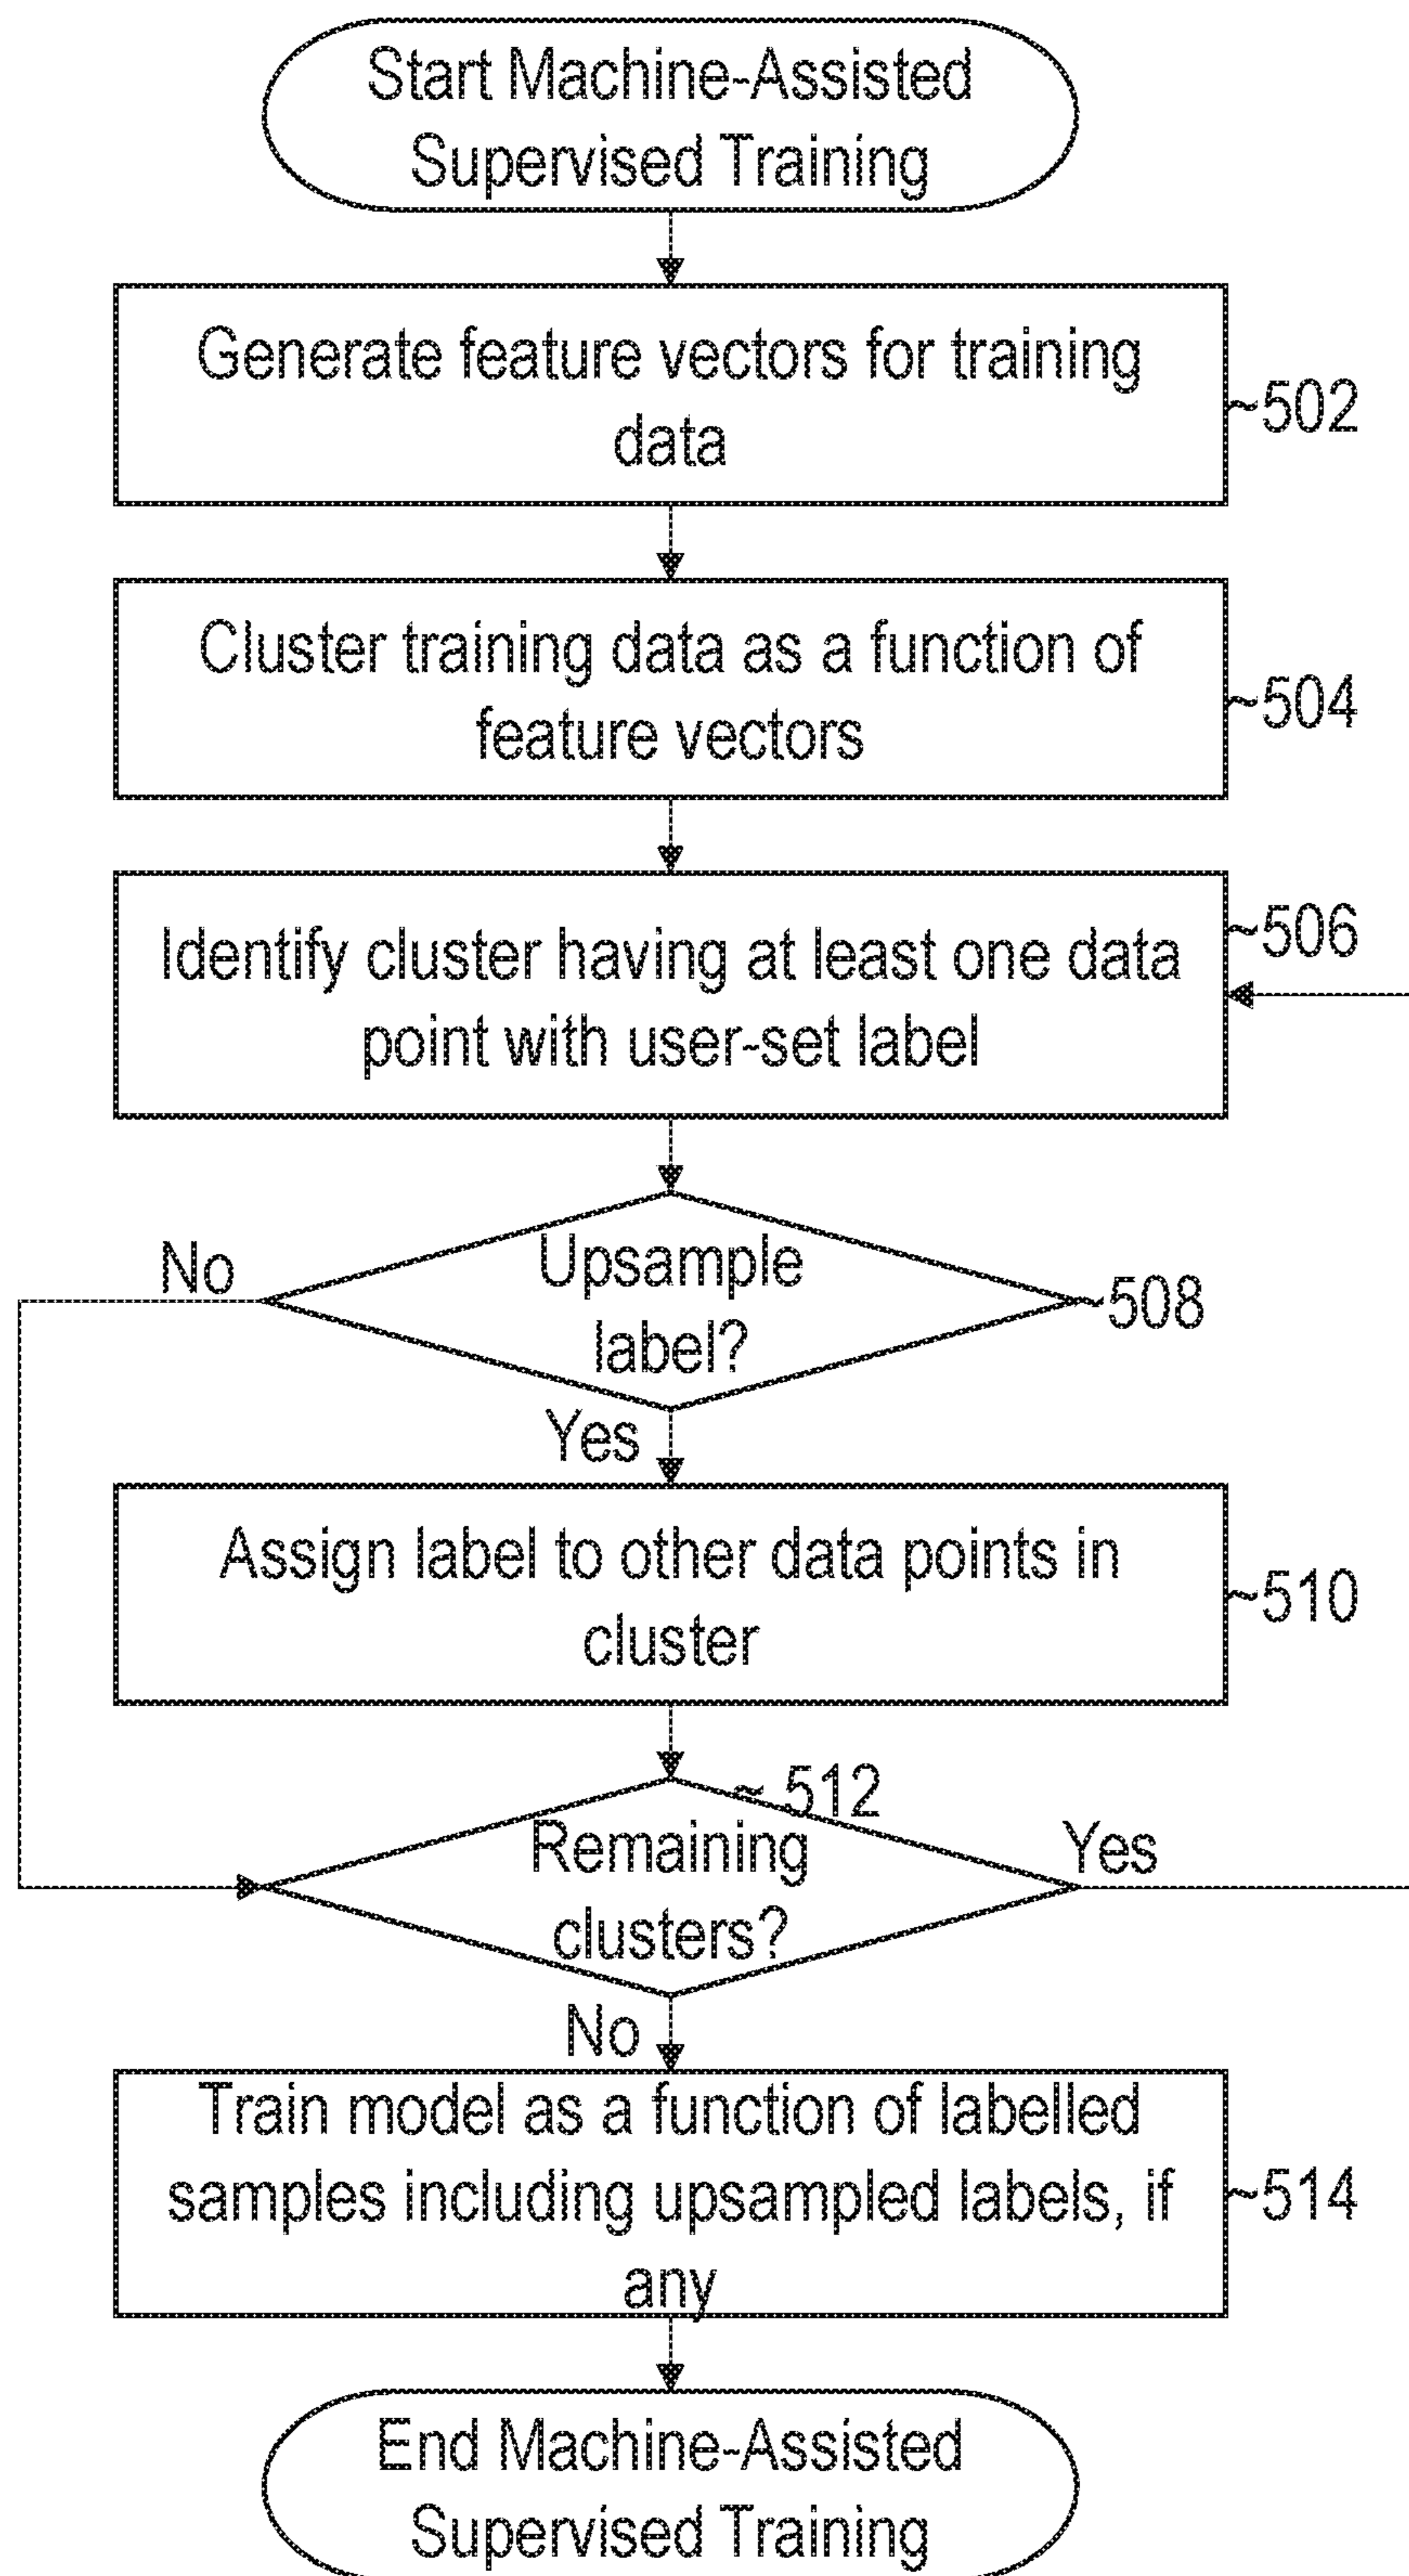 Start Machine-Assisted
Supervised Training
Generate feature vectors for training
data
~502
Cluster training data as a function of
feature vectors
~504
Identify cluster having at least one data
point with user-set label
~506
No
Upsample
label?
~508
Yes
Assign label to other data points in
cluster
~510
~ 512
Remaining
clusters?
Yes
No
Train model as a function of labelled
samples including upsampled labels, if
any
~514
End Machine-Assisted
Supervised Training